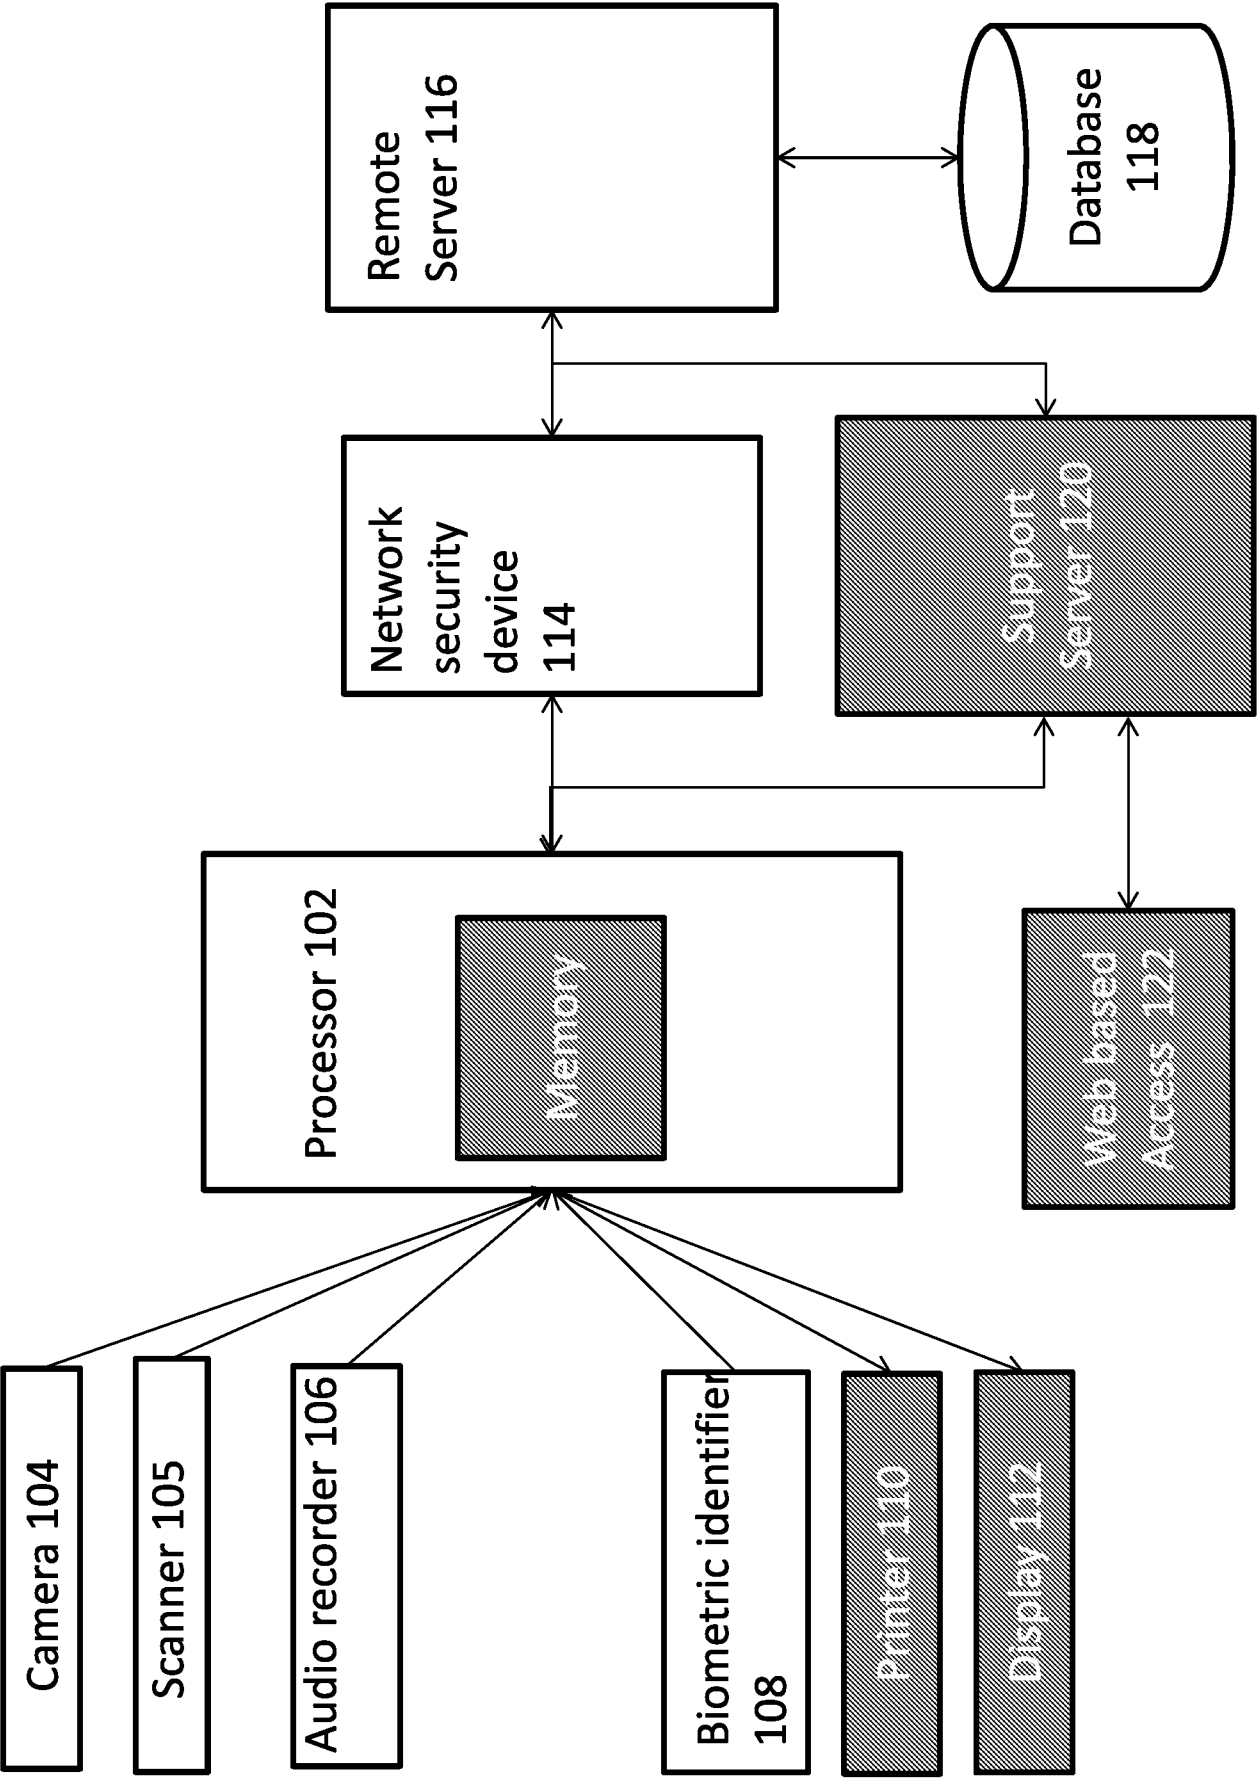 Camera 104
Scanner 105
Audio recorder 106
Biometric identifier
108
Printer 110
Display 112
Processor 102
Memory
Web based
Access 122
Network
security
device
114
Support
Server 120
Remote
Server 116
Database
118